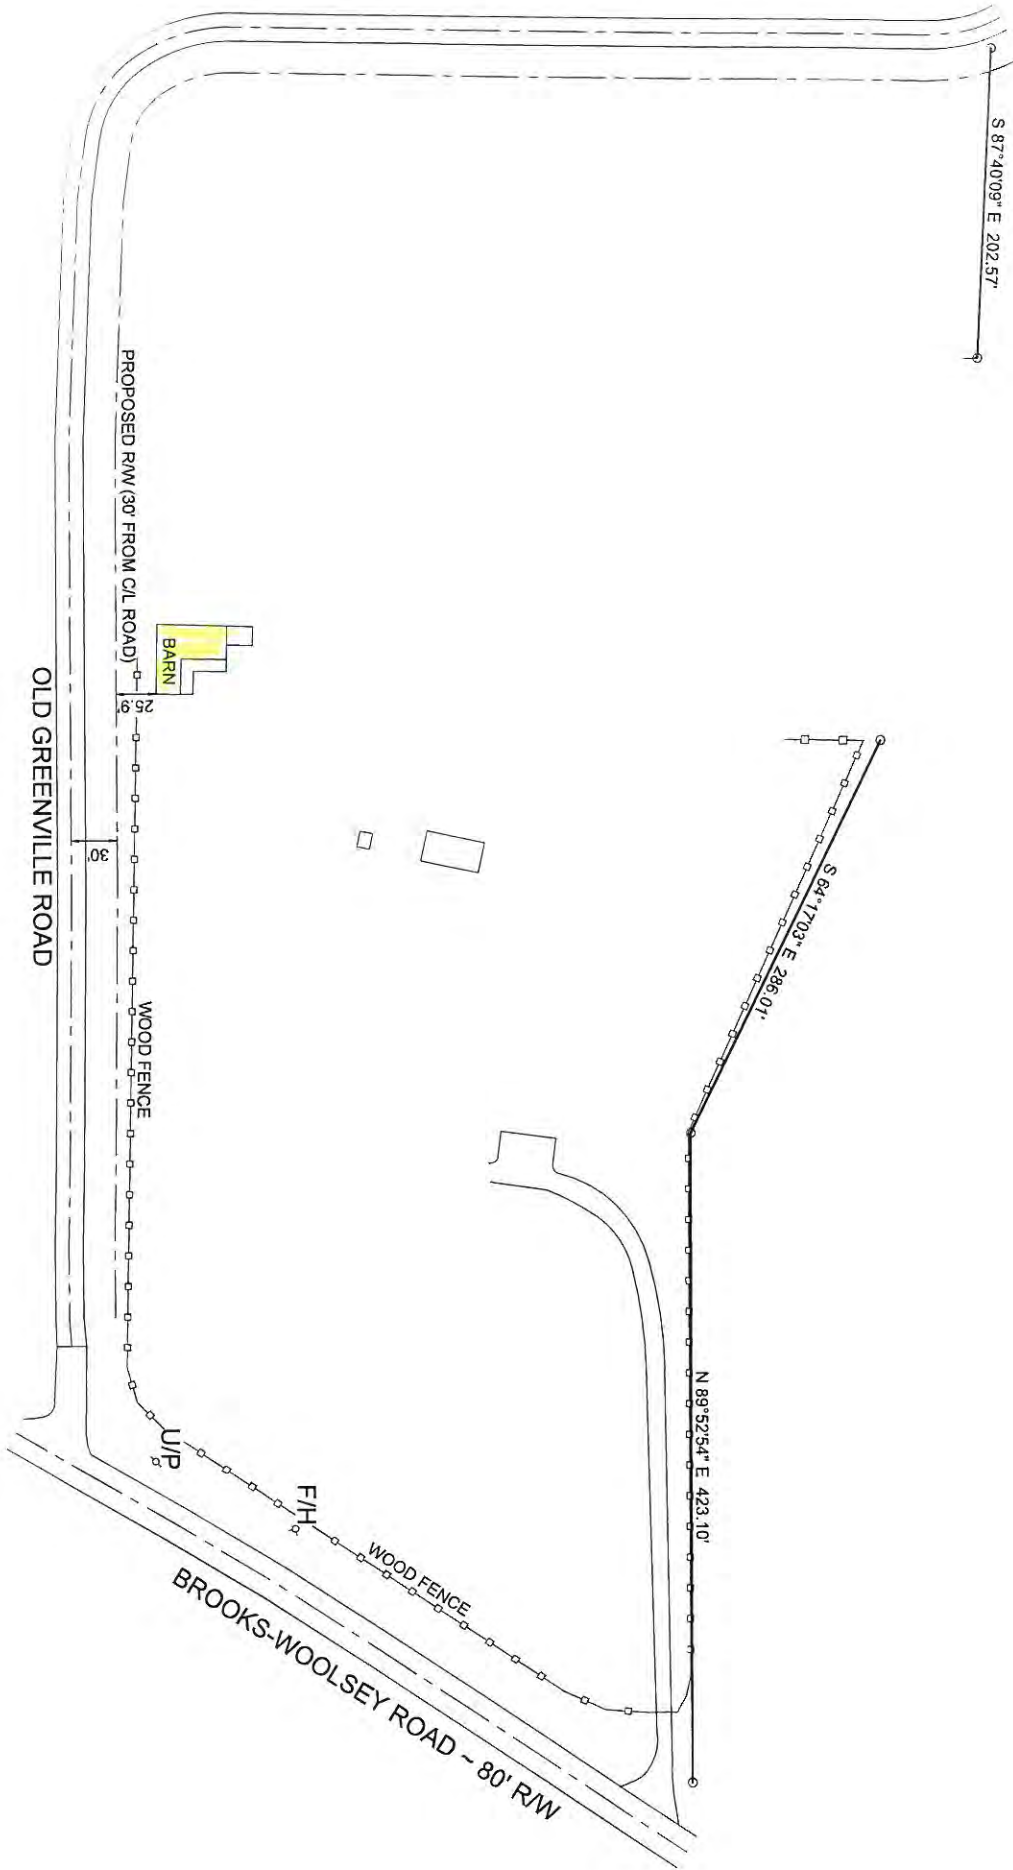 S 87°40'09" E 202.57'
PROPOSED R/W (30' FROM C/L ROAD)
BARN
25.9'
OLD GREENVILLE ROAD
30'
S 64°17'03" E 286.01'
WOOD FENCE
N 89°52'54" E 423.10'
U/P
F/H
WOOD FENCE
BROOKS-WOOLSEY ROAD ~ 80' R/W